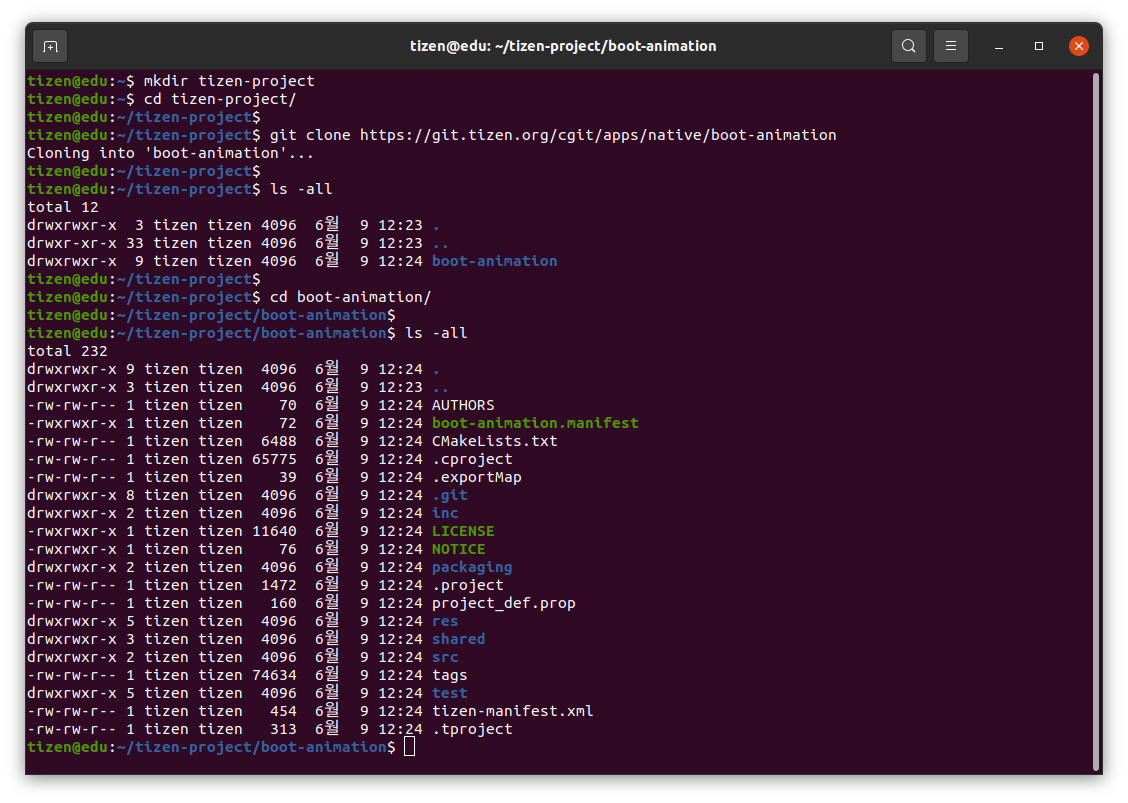 tizen@edu: ~/tizen-project/boot-animation
tizen@edu:~$ mkdir tizen-project
tizen@edu:~$ cd tizen-project/
tizen@edu:~/tizen-project$
tizen@edu:~/tizen-project$ git clone https://git.tizen.org/cgit/apps/native/boot-animation
Cloning into 'boot-animation'...
tizen@edu:~/tizen-project$
tizen@edu:~/tizen-project$ ls -all
total 12
drwxrwxr-x  3 tizen tizen 4096  6월  9 12:23 .
drwxr-xr-x 33 tizen tizen 4096  6월  9 12:23 ..
drwxrwxr-x  9 tizen tizen 4096  6월  9 12:24 boot-animation
tizen@edu:~/tizen-project$
tizen@edu:~/tizen-project$ cd boot-animation/
tizen@edu:~/tizen-project/boot-animation$
tizen@edu:~/tizen-project/boot-animation$ ls -all
total 232
drwxrwxr-x 9 tizen tizen  4096  6월  9 12:24 .
drwxrwxr-x 3 tizen tizen  4096  6월  9 12:23 ..
-rw-rw-r-- 1 tizen tizen    70  6월  9 12:24 AUTHORS
-rwxrwxr-x 1 tizen tizen    72  6월  9 12:24 boot-animation.manifest
-rw-rw-r-- 1 tizen tizen  6488  6월  9 12:24 CMakeLists.txt
-rw-rw-r-- 1 tizen tizen 65775  6월  9 12:24 .cproject
-rw-rw-r-- 1 tizen tizen    39  6월  9 12:24 .exportMap
drwxrwxr-x 8 tizen tizen  4096  6월  9 12:24 .git
drwxrwxr-x 2 tizen tizen  4096  6월  9 12:24 inc
-rwxrwxr-x 1 tizen tizen 11640  6월  9 12:24 LICENSE
-rwxrwxr-x 1 tizen tizen    76  6월  9 12:24 NOTICE
drwxrwxr-x 2 tizen tizen  4096  6월  9 12:24 packaging
-rw-rw-r-- 1 tizen tizen  1472  6월  9 12:24 .project
-rw-rw-r-- 1 tizen tizen   160  6월  9 12:24 project_def.prop
drwxrwxr-x 5 tizen tizen  4096  6월  9 12:24 res
drwxrwxr-x 3 tizen tizen  4096  6월  9 12:24 shared
drwxrwxr-x 2 tizen tizen  4096  6월  9 12:24 src
-rw-rw-r-- 1 tizen tizen 74634  6월  9 12:24 tags
drwxrwxr-x 5 tizen tizen  4096  6월  9 12:24 test
-rw-rw-r-- 1 tizen tizen   454  6월  9 12:24 tizen-manifest.xml
-rw-rw-r-- 1 tizen tizen   313  6월  9 12:24 .tproject
tizen@edu:~/tizen-project/boot-animation$